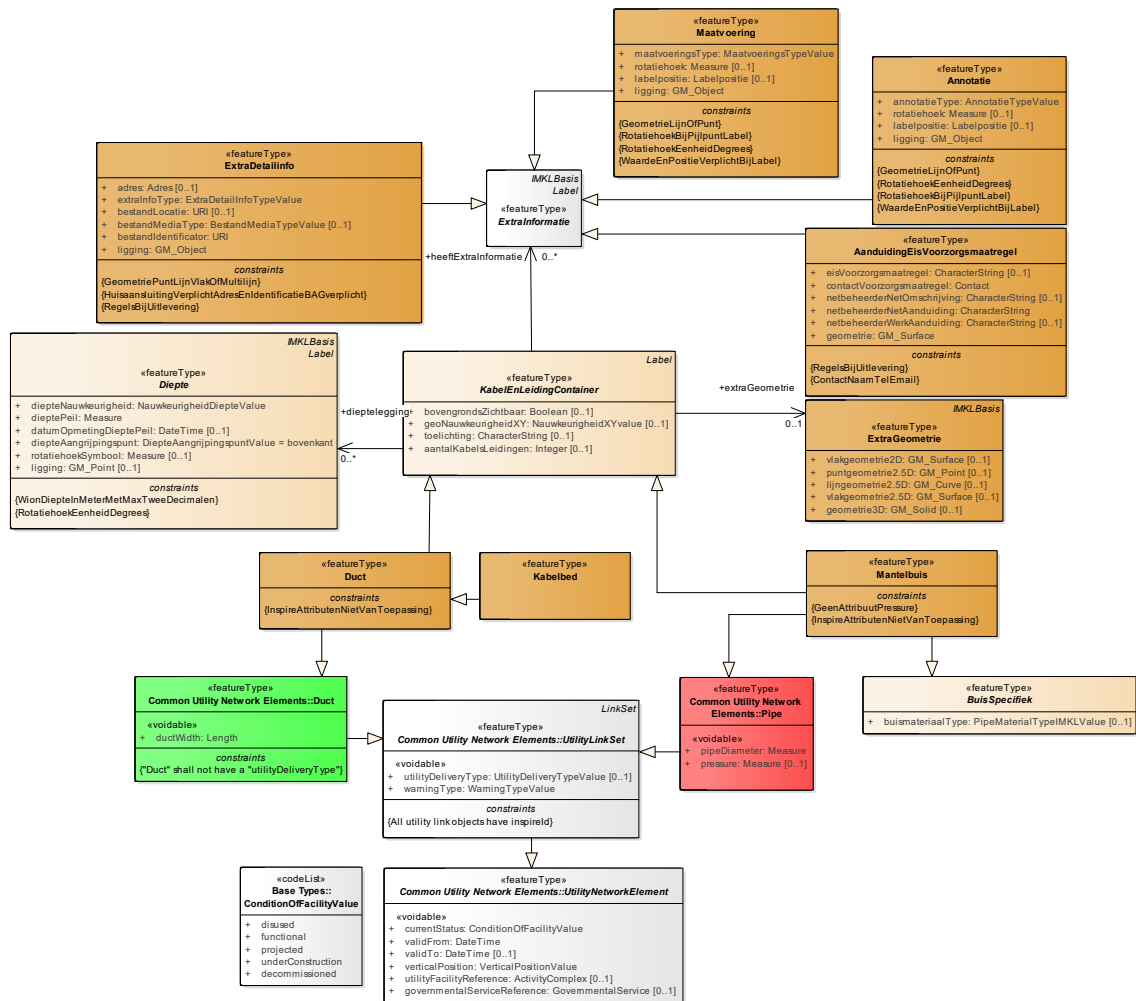 «featureType»
Maatvoering
+ maatvoeringsType: MaatvoeringsTypeValue
+ rotatiehoek: Measure [0..1]
+ labelpositie: Labelpositie [0..1]
+ ligging: GM_Object
constraints
{GeometrieLijnOfPunt}
{RotatiehoekBijPijlpuntLabel}
{RotatiehoekEenheidDegrees}
{WaardeEnPositieVerplichtBijLabel}
«featureType»
Annotatie
+ annotatieType: AnnotatieTypeValue
+ rotatiehoek: Measure [0..1]
+ labelpositie: Labelpositie [0..1]
+ ligging: GM_Object
constraints
{GeometrieLijnOfPunt}
{RotatiehoekEenheidDegrees}
{RotatiehoekBijPijlpuntLabel}
{WaardeEnPositieVerplichtBijLabel}
«featureType»
ExtraDetailinfo
+ adres: Adres [0..1]
+ extraInfoType: ExtraDetailInfoTypeValue
+ bestandLocatie: URI [0..1]
+ bestandMediaType: BestandMediaTypeValue [0..1]
+ bestandIdentificator: URI
+ ligging: GM_Object
constraints
{GeometriePuntLijnVlakOfMultilijn}
{HuisaansluitingVerplichtAdresEnIdentificatieBAGverplicht}
{RegelsBijUitlevering}
IMKLBasis
Label
«featureType»
ExtraInformatie
+heeftExtraInformatie
0..*
«featureType»
AanduidingEisVoorzorgsmaatregel
+ eisVoorzorgsmaatregel: CharacterString [0..1]
+ contactVoorzorgsmaatregel: Contact
+ netbeheerderNetOmschrijving: CharacterString [0..1]
+ netbeheerderNetAanduiding: CharacterString
+ netbeheerderWerkAanduiding: CharacterString [0..1]
+ geometrie: GM_Surface
constraints
{RegelsBijUitlevering}
{ContactNaamTelEmail}
IMKLBasis
Label
«featureType»
Diepte
+ diepteNauwkeurigheid: NauwkeurigheidDiepteValue
+ dieptePeil: Measure
+ datumOpmetingDieptePeil: DateTime [0..1]
+ diepteAangrijpingspunt: DiepteAangrijpingspuntValue = bovenkant
+ rotatiehoekSymbool: Measure [0..1]
+ ligging: GM_Point [0..1]
constraints
{WionDiepteInMeterMetMaxTweeDecimalen}
{RotatiehoekEenheidDegrees}
+dieptelegging
0..*
Label
«featureType»
KabelEnLeidingContainer
+ bovengrondsZichtbaar: Boolean [0..1]
+ geoNauwkeurigheidXY: NauwkeurigheidXYvalue [0..1]
+ toelichting: CharacterString [0..1]
+ aantalKabelsLeidingen: Integer [0..1]
+extraGeometrie
0..1
IMKLBasis
«featureType»
ExtraGeometrie
+ vlakgeometrie2D: GM_Surface [0..1]
+ puntgeometrie2.5D: GM_Point [0..1]
+ lijngeometrie2.5D: GM_Curve [0..1]
+ vlakgeometrie2.5D: GM_Surface [0..1]
+ geometrie3D: GM_Solid [0..1]
«featureType»
Duct
constraints
{InspireAttributenNietVanToepassing}
«featureType»
Kabelbed
«featureType»
Mantelbuis
constraints
{GeenAttribuutPressure}
{InspireAttributenNietVanToepassing}
«featureType»
Common Utility Network Elements::Duct
«voidable»
+ ductWidth: Length
constraints
{"Duct" shall not have a "utilityDeliveryType"}
LinkSet
«featureType»
Common Utility Network Elements::UtilityLinkSet
«voidable»
+ utilityDeliveryType: UtilityDeliveryTypeValue [0..1]
+ warningType: WarningTypeValue
constraints
{All utility link objects have inspireId}
«featureType»
Common Utility Network
Elements::Pipe
«voidable»
+ pipeDiameter: Measure
+ pressure: Measure [0..1]
«featureType»
BuisSpecifiek
+ buismateriaalType: PipeMaterialTypeIMKLValue [0..1]
«codeList»
Base Types::
ConditionOfFacilityValue
+ disused
+ functional
+ projected
+ underConstruction
+ decommissioned
«featureType»
Common Utility Network Elements::UtilityNetworkElement
«voidable»
+ currentStatus: ConditionOfFacilityValue
+ validFrom: DateTime
+ validTo: DateTime [0..1]
+ verticalPosition: VerticalPositionValue
+ utilityFacilityReference: ActivityComplex [0..1]
+ governmentalServiceReference: GovernmentalService [0..1]